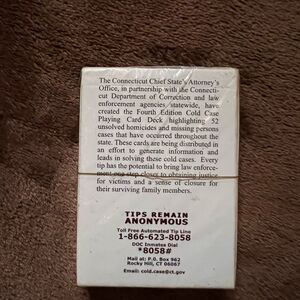 The Connecticut Chief State's Attorney's
Office, in partnership with the Connecti-
cut Department of Correction and law
enforcement agencies statewide, have
created the Fourth Edition Cold Case
Playing Card Deck highlighting 52
unsolved homicides and missing persons
cases that have occurred throughout the
state. These cards are being distributed in
an effort to generate information and
leads in solving these cold cases. Every
tip has the potential to bring law enforce-
ment one step closer to obtaining justice
for victims and a sense of closure for
their surviving family members.
TIPS REMAIN
ANONYMOUS
Toll Free Automated Tip Line
1-866-623-8058
DOC Inmates Dial
*8058#
Mail at: P.O. Box 962
Rocky Hill, CT 06067
Email: cold.case@ct.gov